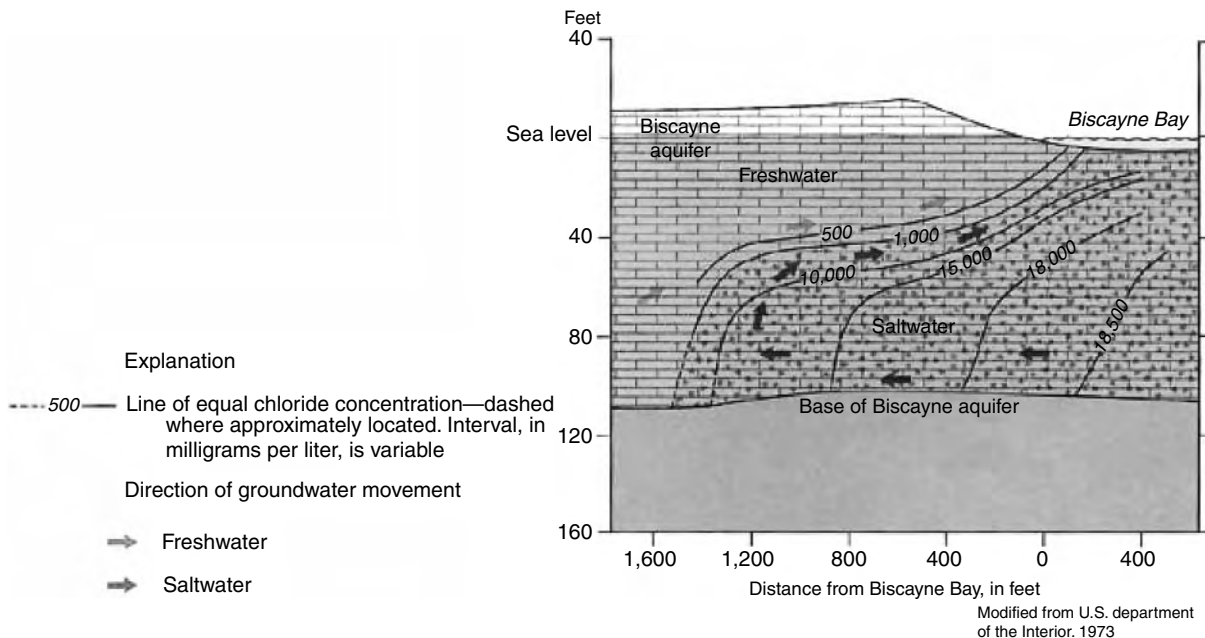 Feet
40
Sea level
40
80
120
160
Biscayne
aquifer
Freshwater
Biscayne Bay
500
1,000
10,000
15,000
18,000
18,500
Saltwater
Base of Biscayne aquifer
1,600
1,200
800
400
0
400
Distance from Biscayne Bay, in feet
Modified from U.S. department
of the Interior. 1973
Explanation
500 Line of equal chloride concentration—dashed
where approximately located. Interval, in
milligrams per liter, is variable
Direction of groundwater movement
Freshwater
Saltwater